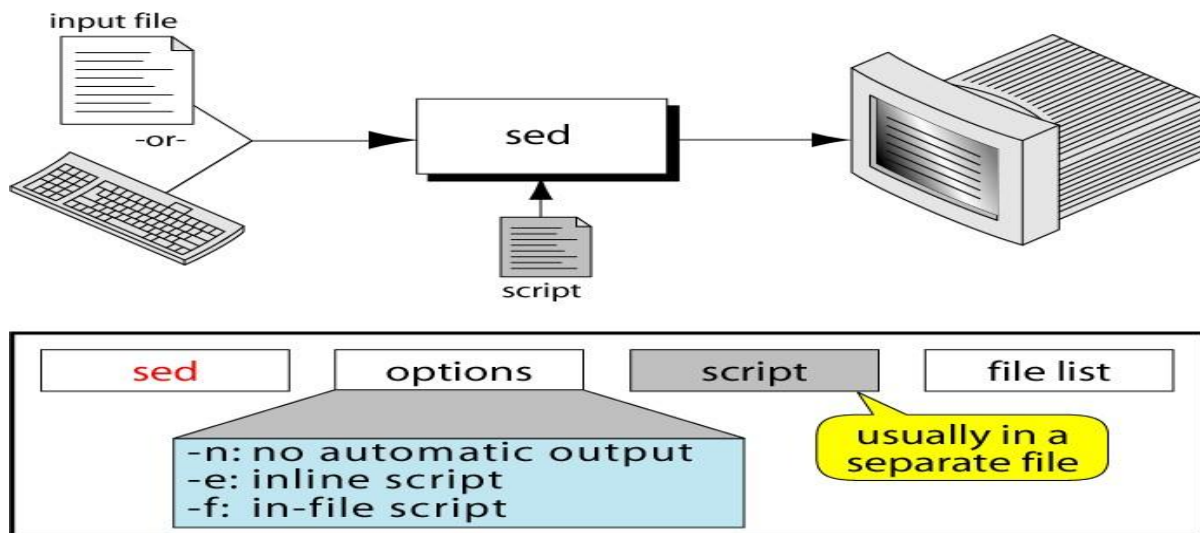 input file
-or-
sed
script
sed
options
script
file list
usually in a
separate file
-n: no automatic output
-e: inline script
-f: in-file script